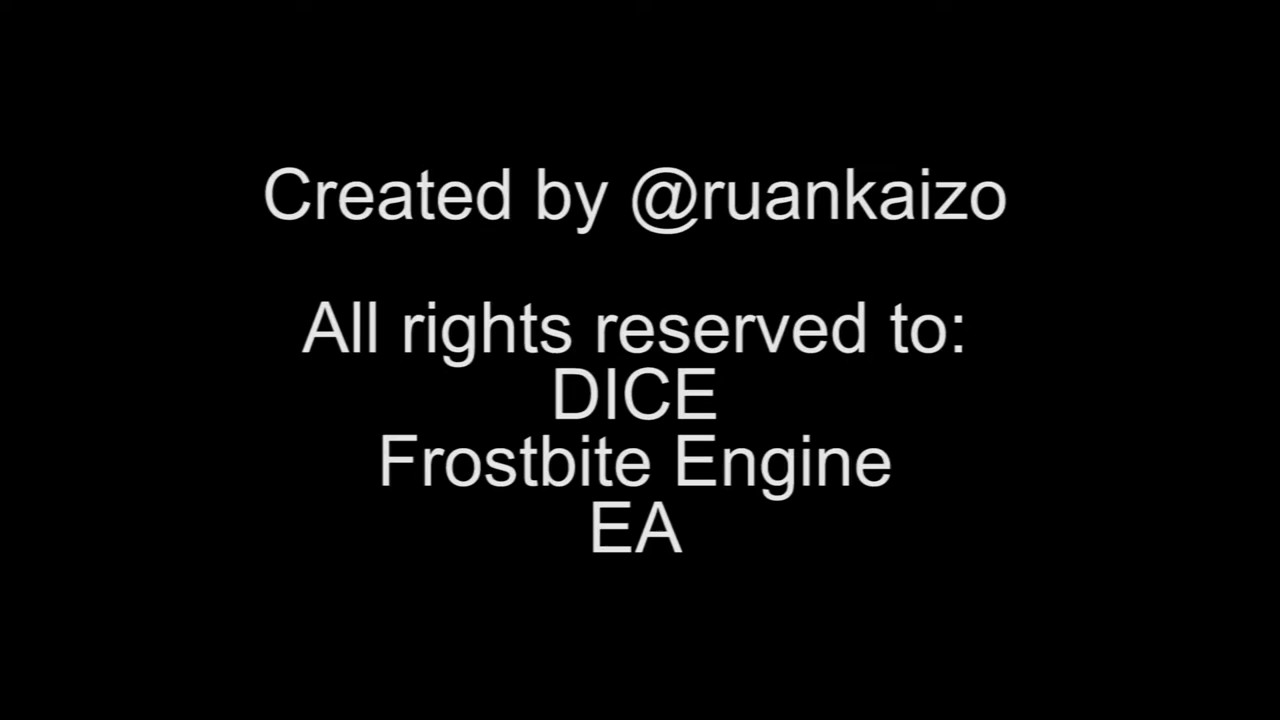 Created by @ruankaizo
All rights reserved to:
DICE
Frostbite Engine
EA